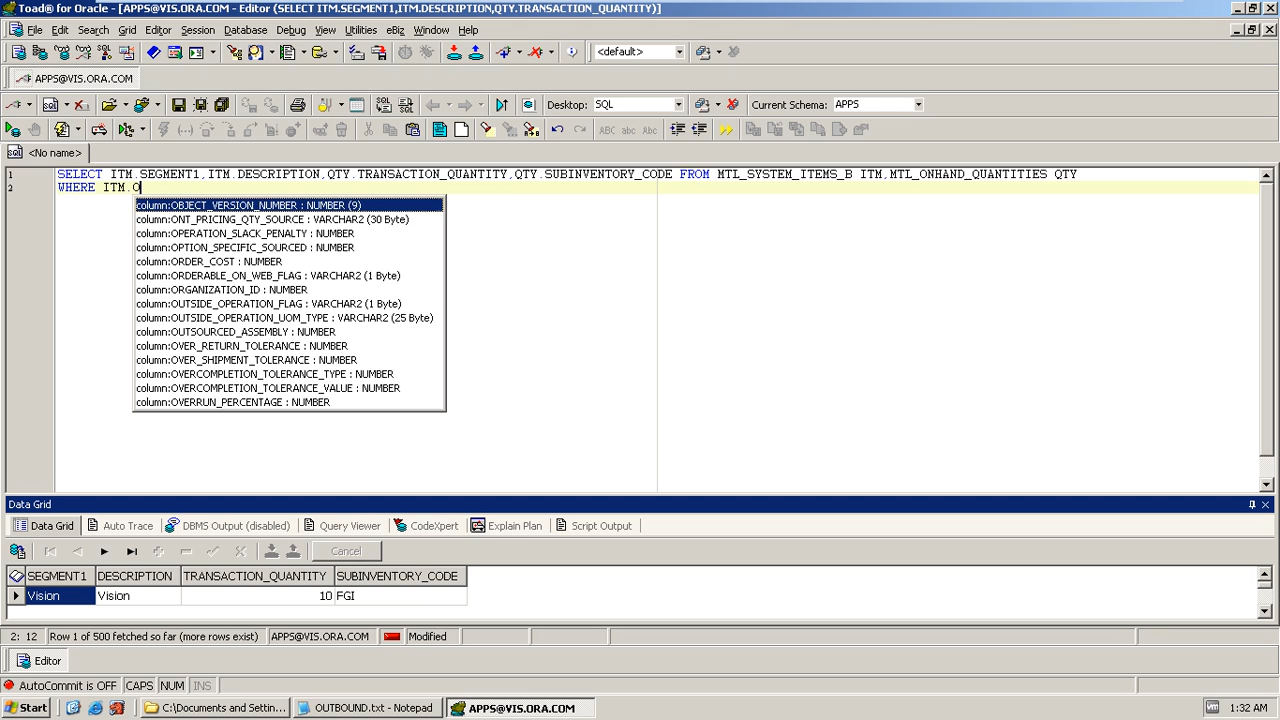 Toad® for Oracle - [APPS@VIS.ORA.COM - Editor (SELECT ITM.SEGMENT1,ITM.DESCRIPTION,QTY.TRANSACTION_QUANTITY)]
File Edit Search Grid Editor Session Database Debug View Utilities eBiz Window Help
<default>
APPS@VIS.ORA.COM
Desktop: SQL Current Schema: APPS
<No name>
1 SELECT ITM.SEGMENT1,ITM.DESCRIPTION,QTY.TRANSACTION_QUANTITY,QTY.SUBINVENTORY_CODE FROM MTL_SYSTEM_ITEMS_B ITM,MTL_ONHAND_QUANTITIES QTY
2 WHERE ITM.O
column:OBJECT_VERSION_NUMBER : NUMBER (9)
column:ONT_PRICING_QTY_SOURCE : VARCHAR2 (30 Byte)
column:OPERATION_SLACK_PENALTY : NUMBER
column:OPTION_SPECIFIC_SOURCED : NUMBER
column:ORDER_COST : NUMBER
column:ORDERABLE_ON_WEB_FLAG : VARCHAR2 (1 Byte)
column:ORGANIZATION_ID : NUMBER
column:OUTSIDE_OPERATION_FLAG : VARCHAR2 (1 Byte)
column:OUTSIDE_OPERATION_UOM_TYPE : VARCHAR2 (25 Byte)
column:OUTSOURCED_ASSEMBLY : NUMBER
column:OVER_RETURN_TOLERANCE : NUMBER
column:OVER_SHIPMENT_TOLERANCE : NUMBER
column:OVERCOMPLETION_TOLERANCE_TYPE : NUMBER
column:OVERCOMPLETION_TOLERANCE_VALUE : NUMBER
column:OVERRUN_PERCENTAGE : NUMBER
Data Grid
Data Grid Auto Trace DBMS Output (disabled) Query Viewer CodeXpert Explain Plan Script Output
Cancel
SEGMENT1 DESCRIPTION TRANSACTION_QUANTITY SUBINVENTORY_CODE
Vision Vision 10 FGI
2: 12 Row 1 of 500 fetched so far (more rows exist) APPS@VIS.ORA.COM Modified
Editor
AutoCommit is OFF CAPS NUM INS
Start C:\Documents and Settin... OUTBOUND.txt - Notepad APPS@VIS.ORA.COM 1:32 AM